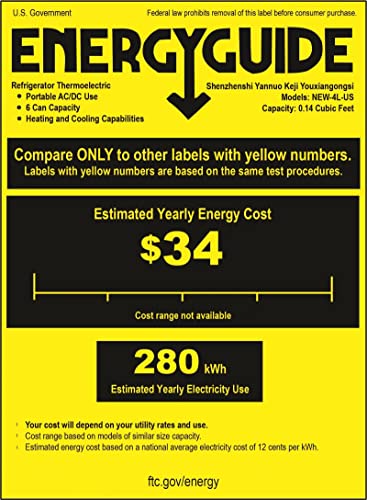 U.S. Government Federal law prohibits removal of this label before consumer purchase.
ENERGYGUIDE
Refrigerator Thermoelectric
• Portable AC/DC Use
• 6 Can Capacity
• Heating and Cooling Capabilities
Shenzhenshi Yannuo Keji Youxiangongsi
Models: NEW-4L-US
Capacity: 0.14 Cubic Feet
Compare ONLY to other labels with yellow numbers.
Labels with yellow numbers are based on the same test procedures.
Estimated Yearly Energy Cost
$34
Cost range not available
280 kWh
Estimated Yearly Electricity Use
• Your cost will depend on your utility rates and use.
• Cost range based on models of similar size capacity.
• Estimated energy cost based on a national average electricity cost of 12 cents per kWh.
ftc.gov/energy